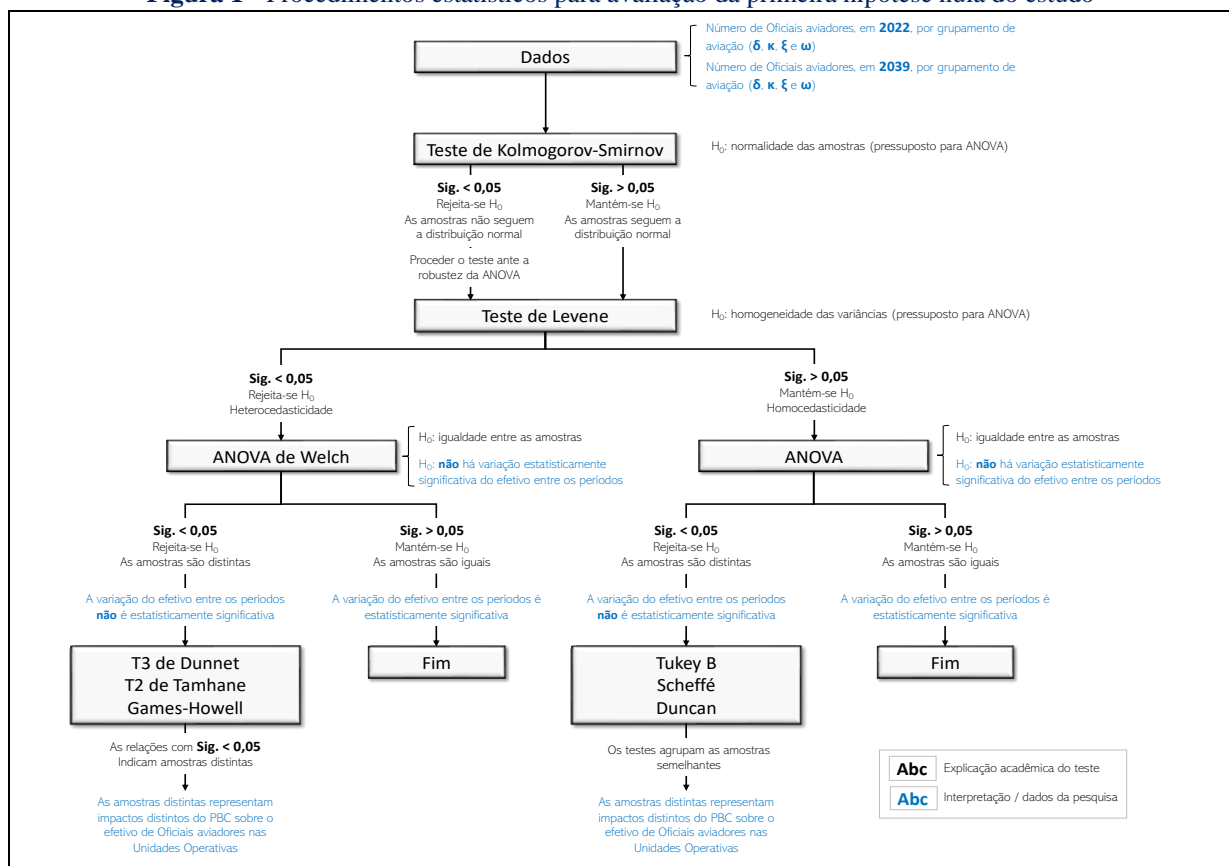 Figura 1 - Procedimentos estatísticos para avaliação da primeira hipótese nula do estudo
Dados
Número de Oficiais aviadores, em 2022, por grupamento de
aviação (δ, κ, ξ e ω)
Número de Oficiais aviadores, em 2039, por grupamento de
aviação (δ, κ, ξ e ω)
Teste de Kolmogorov-Smirnov
H₀: normalidade das amostras (pressuposto para ANOVA)
Sig. < 0,05
Rejeita-se H₀
As amostras não seguem
a distribuição normal
Proceder o teste ante a
robustez da ANOVA
Sig. > 0,05
Mantém-se H₀
As amostras seguem a
distribuição normal
Teste de Levene
H₀: homogeneidade das variâncias (pressuposto para ANOVA)
Sig. < 0,05
Rejeita-se H₀
Heterocedasticidade
Sig. > 0,05
Mantém-se H₀
Homocedasticidade
ANOVA de Welch
H₀: igualdade entre as amostras
H₀: não há variação estatisticamente
significativa do efetivo entre os períodos
ANOVA
H₀: igualdade entre as amostras
H₀: não há variação estatisticamente
significativa do efetivo entre os períodos
Sig. < 0,05
Rejeita-se H₀
As amostras são distintas
A variação do efetivo entre os períodos
não é estatisticamente significativa
Sig. > 0,05
Mantém-se H₀
As amostras são iguais
A variação do efetivo entre os períodos é
estatisticamente significativa
Sig. < 0,05
Rejeita-se H₀
As amostras são distintas
A variação do efetivo entre os períodos
não é estatisticamente significativa
Sig. > 0,05
Mantém-se H₀
As amostras são iguais
A variação do efetivo entre os períodos é
estatisticamente significativa
T3 de Dunnet
T2 de Tamhane
Games-Howell
Fim
Tukey B
Scheffé
Duncan
Fim
As relações com Sig. < 0,05
Indicam amostras distintas
As amostras distintas representam
impactos distintos do PBC sobre o
efetivo de Oficiais aviadores nas
Unidades Operativas
Os testes agrupam as amostras
semelhantes
As amostras distintas representam
impactos distintos do PBC sobre o
efetivo de Oficiais aviadores nas
Unidades Operativas
Abc Explicação acadêmica do teste
Abc Interpretação / dados da pesquisa